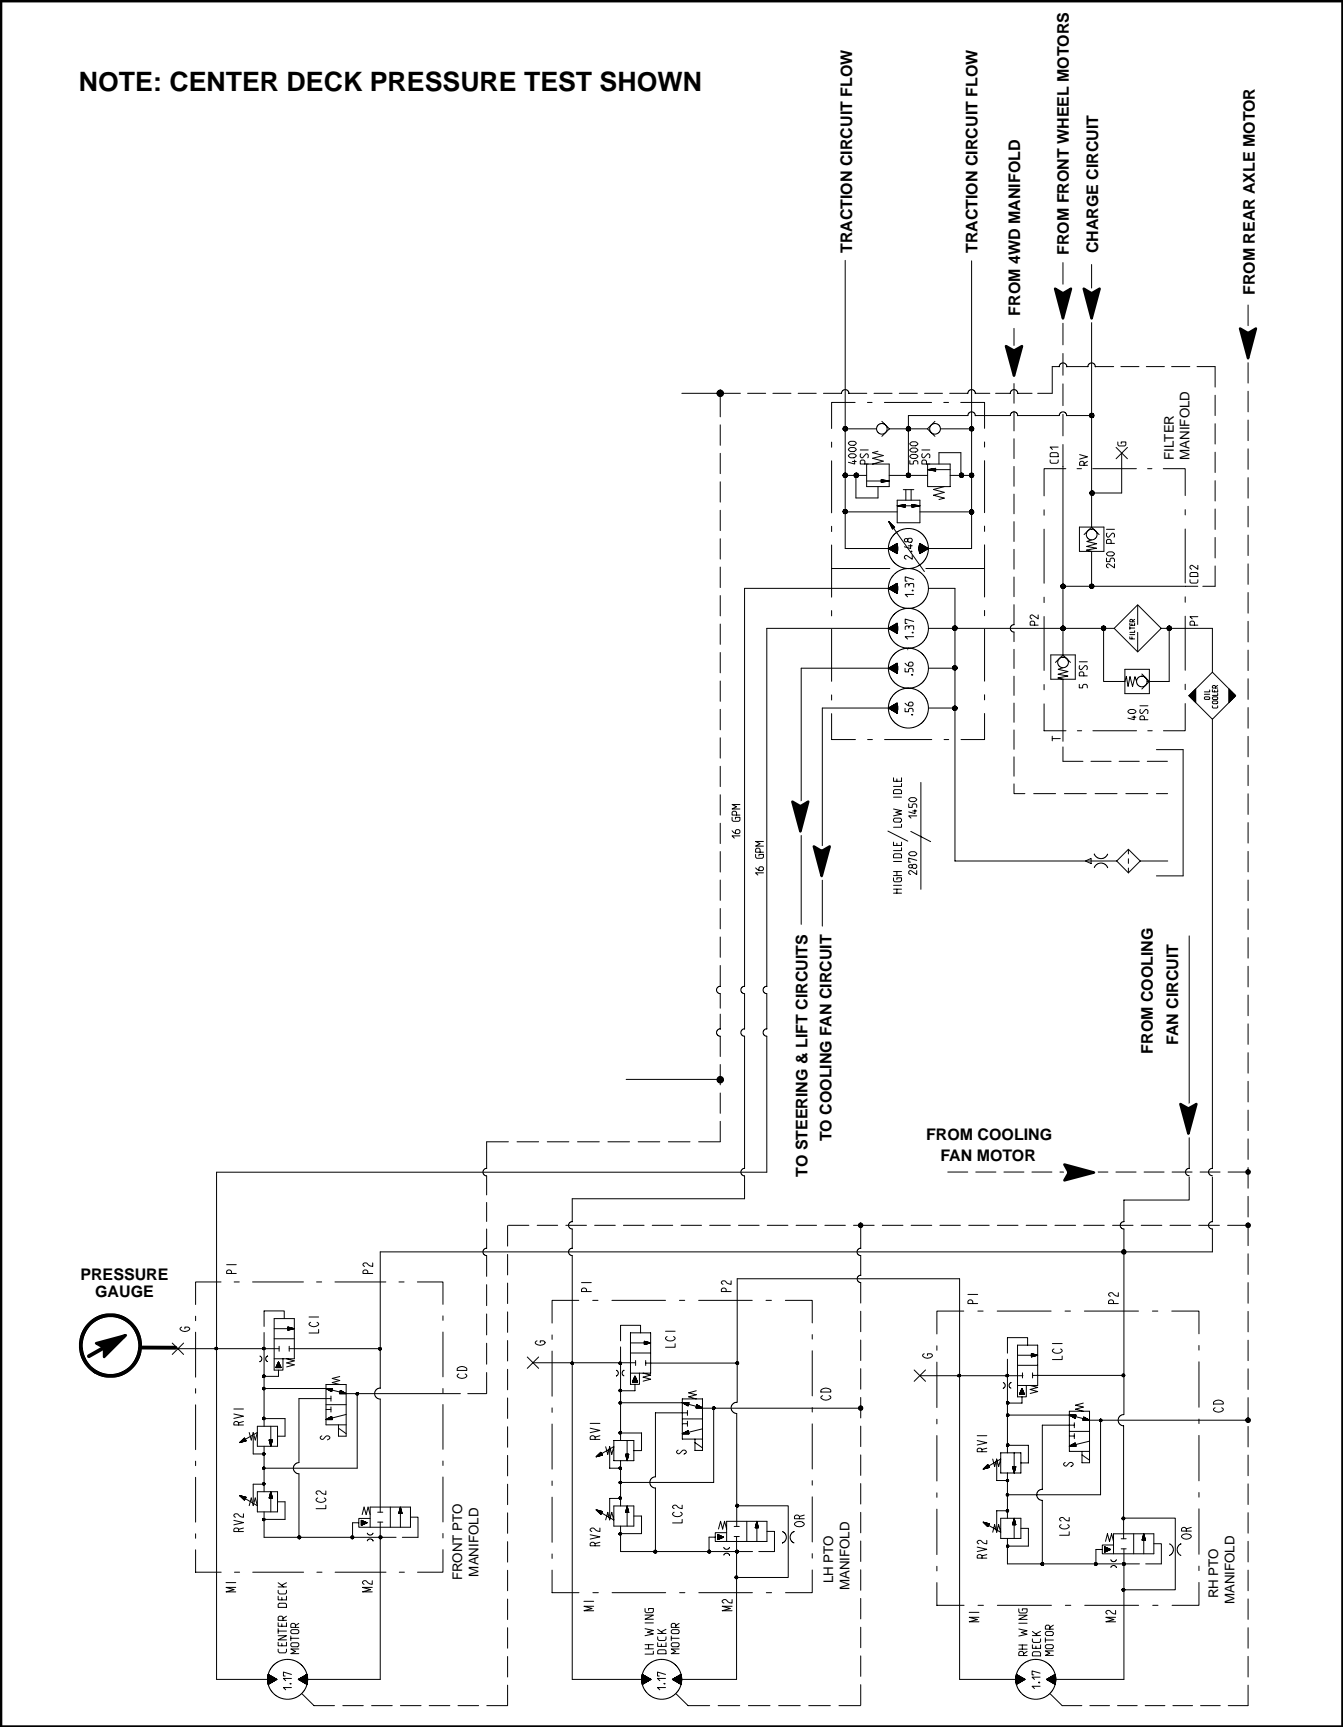 NOTE: CENTER DECK PRESSURE TEST SHOWN
TRACTION CIRCUIT FLOW
TRACTION CIRCUIT FLOW
FROM 4WD MANIFOLD
FROM FRONT WHEEL MOTORS
CHARGE CIRCUIT
FROM REAR AXLE MOTOR
4000
PSI
5000
PSI
CD1
RV
G
FILTER
MANIFOLD
2.48
1.37
1.37
.56
.56
250 PSI
CD2
P2
FILTER
P1
5 PSI
40
PSI
OIL
COOLER
T
16 GPM
16 GPM
HIGH IDLE/LOW IDLE
2870 / 1450
TO STEERING & LIFT CIRCUITS
TO COOLING FAN CIRCUIT
FROM COOLING
FAN CIRCUIT
FROM COOLING
FAN MOTOR
PRESSURE
GAUGE
G
P1
P2
LC1
CD
RV1
S
RV2
LC2
FRONT PTO
MANIFOLD
M1
M2
CENTER DECK
MOTOR
1.17
G
P1
P2
LC1
CD
RV1
S
RV2
LC2
OR
LH PTO
MANIFOLD
M1
M2
LH WING
DECK
MOTOR
1.17
G
P1
P2
LC1
CD
RV1
S
RV2
LC2
OR
RH PTO
MANIFOLD
M1
M2
RH WING
DECK
MOTOR
1.17